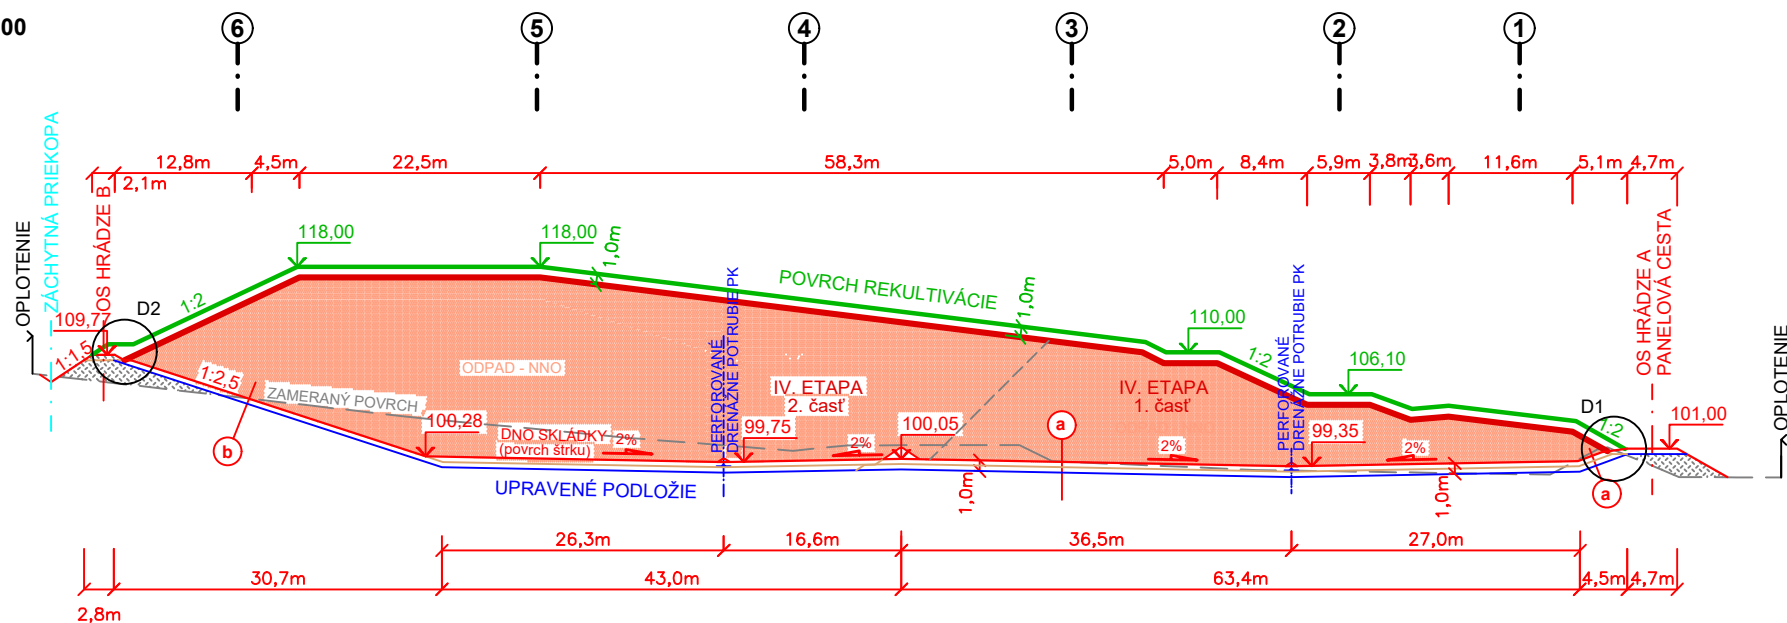 00
6
5
4
3
2
1
12,8m
4,5m
22,5m
58,3m
5,0m
8,4m
5,9m
3,8m
3,6m
11,6m
5,1m
4,7m
2,1m
OPLOTENIE
ZÁCHYTNÁ PRIEKOPA
OS HRÁDZE B
109,77
D2
1:1,5
1:2
118,00
118,00
1,0m
POVRCH REKULTIVÁCIE
1,0m
110,00
1:2
106,10
OS HRÁDZE A
PANELOVÁ CESTA
OPLOTENIE
PERFOROVANÉ
DRENÁŽNE POTRUBIE PK
PERFOROVANÉ
DRENÁŽNE POTRUBIE PK
ODPAD - NNO
1:2,5
ZAMERANÝ POVRCH
IV. ETAPA
2. časť
IV. ETAPA
1. časť
D1
1:2
101,00
100,28
DNO SKLÁDKY
(povrch štrku)
2%
99,75
2%
100,05
a
2%
99,35
2%
b
a
UPRAVENÉ PODLOŽIE
1,0m
1,0m
26,3m
16,6m
36,5m
27,0m
30,7m
43,0m
63,4m
4,5m
4,7m
2,8m